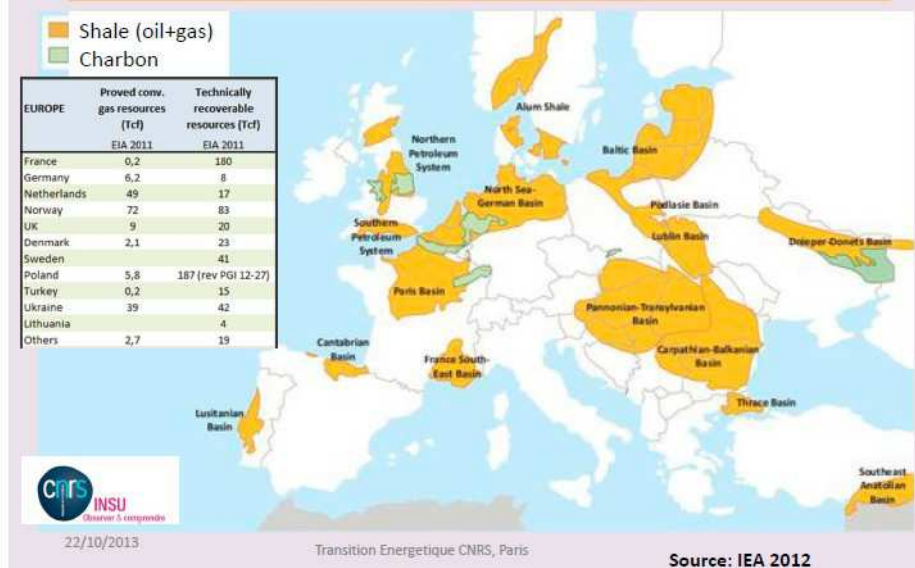 Shale (oil+gas)
Charbon
EUROPE Proved conv. gas resources (Tcf) Technically recoverable resources (Tcf)
EIA 2011 EIA 2011
France 0,2 180
Germany 6,2 8
Netherlands 49 17
Norway 72 83
UK 9 20
Denmark 2,1 23
Sweden 41
Poland 5,8 187 (rev PGI 12-27)
Turkey 0,2 15
Ukraine 39 42
Lithuania 4
Others 2,7 19
Alum Shale
Northern
Petroleum
System
Baltic Basin
North Sea-
German Basin
Podlasie Basin
Southern
Petroleum
System
Lublin Basin
Dnieper-Donets Basin
Paris Basin
Pannonian-Transylvanian
Basin
Cantabrian
Basin
France South-
East Basin
Carpathian-Balkanian
Basin
Thrace Basin
Lusitanian
Basin
Southeast
Anatolian
Basin
cnrs
INSU
Observer & comprendre
22/10/2013
Transition Energetique CNRS, Paris
Source: IEA 2012